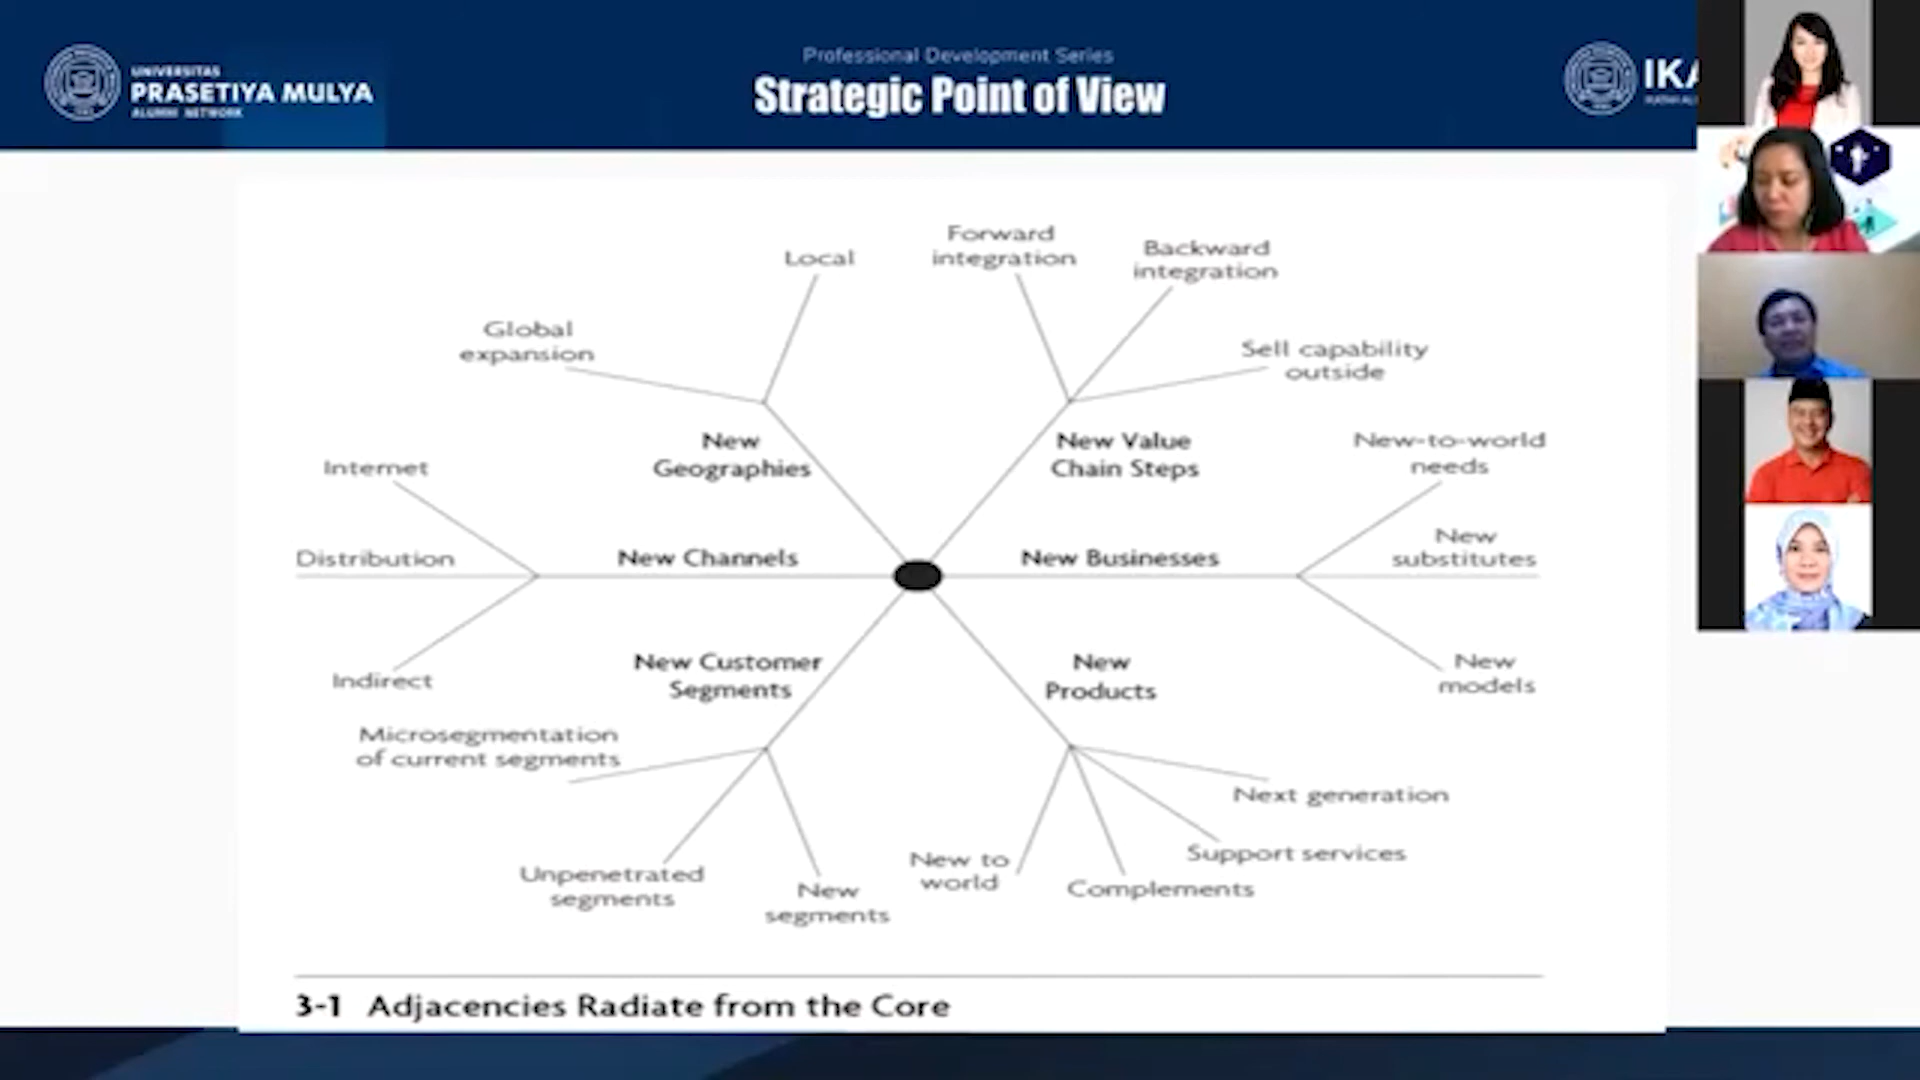 UNIVERSITAS
PRASETIYA MULYA
ALUMNI NETWORK
Professional Development Series
Strategic Point of View
Local
Forward
integration
Backward
integration
Global
expansion
Sell capability
outside
New
Geographies
New Value
Chain Steps
New-to-world
needs
Internet
Distribution
New Channels
New Businesses
New
substitutes
Indirect
New Customer
Segments
New
Products
New
models
Microsegmentation
of current segments
Next generation
Support services
Unpenetrated
segments
New
segments
New to
world
Complements
3-1 Adjacencies Radiate from the Core